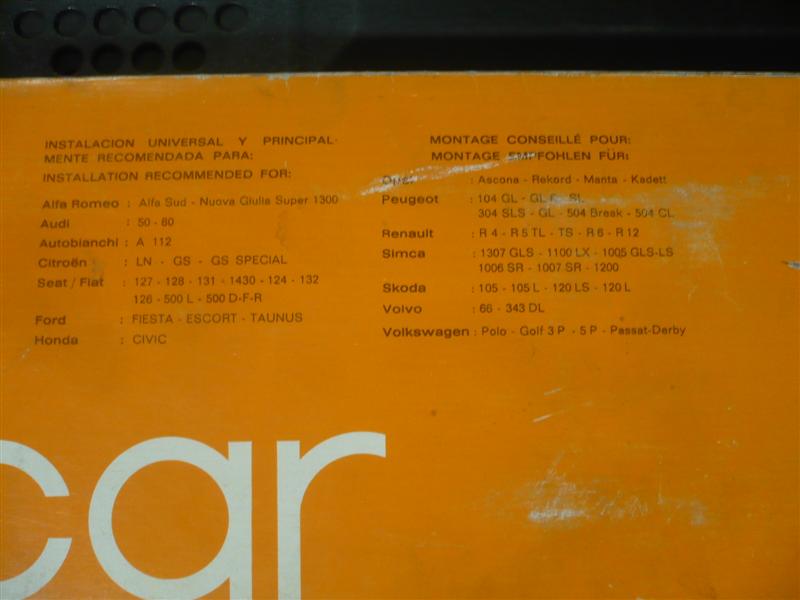 INSTALACION UNIVERSAL Y PRINCIPAL-
MENTE RECOMENDADA PARA:
INSTALLATION RECOMMENDED FOR:
Alfa Romeo : Alfa Sud - Nuova Giulia Super 1300
Audi : 50 - 80
Autobianchi : A 112
Citroën : LN - GS - GS SPECIAL
Seat / Fiat : 127 - 128 - 131 - 1430 - 124 - 132
126 - 500 L - 500 D-F-R
Ford : FIESTA - ESCORT - TAUNUS
Honda : CIVIC
MONTAGE CONSEILLÉ POUR:
MONTAGE EMPFOHLEN FÜR:
Opel : Ascona - Rekord - Manta - Kadett
Peugeot : 104 GL - SL
304 SLS - GL - 504 Break - 504 CL
Renault : R 4 - R 5 TL - TS - R 6 - R 12
Simca : 1307 GLS - 1100 LX - 1005 GLS-LS
1006 SR - 1007 SR - 1200
Skoda : 105 - 105 L - 120 LS - 120 L
Volvo : 66 - 343 DL
Volkswagen : Polo - Golf 3 P - 5 P - Passat-Derby
car